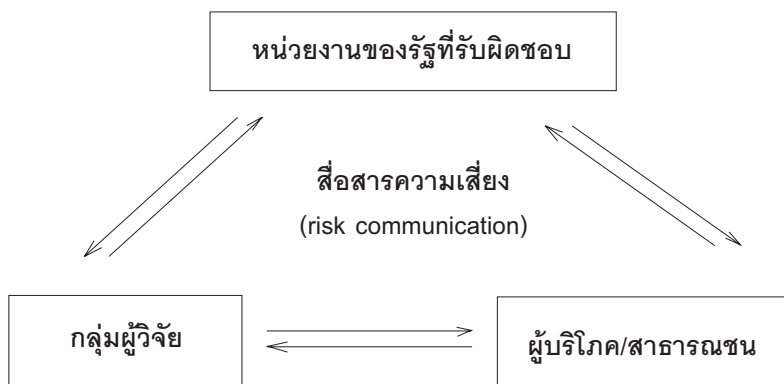 หน่วยงานของรัฐที่รับผิดชอบ
สื่อสารความเสี่ยง
(risk communication)
กลุ่มผู้วิจัย
ผู้บริโภค/สาธารณชน